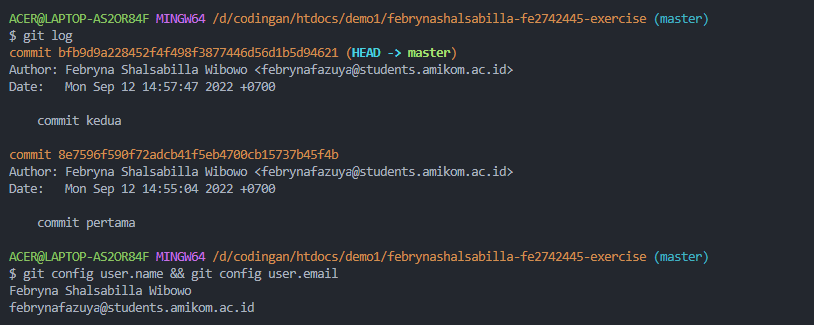 ACER@LAPTOP-AS2OR84F MINGW64 /d/codingan/htdocs/demo1/febrynashalsabilla-fe2742445-exercise (master)
$ git log
commit bfb9d9a228452f4f498f3877446d56d1b5d94621 (HEAD -> master)
Author: Febryna Shalsabilla Wibowo <febrynafazuya@students.amikom.ac.id>
Date:   Mon Sep 12 14:57:47 2022 +0700
    commit kedua
commit 8e7596f590f72adcb41f5eb4700cb15737b45f4b
Author: Febryna Shalsabilla Wibowo <febrynafazuya@students.amikom.ac.id>
Date:   Mon Sep 12 14:55:04 2022 +0700
    commit pertama
ACER@LAPTOP-AS2OR84F MINGW64 /d/codingan/htdocs/demo1/febrynashalsabilla-fe2742445-exercise (master)
$ git config user.name && git config user.email
Febryna Shalsabilla Wibowo
febrynafazuya@students.amikom.ac.id